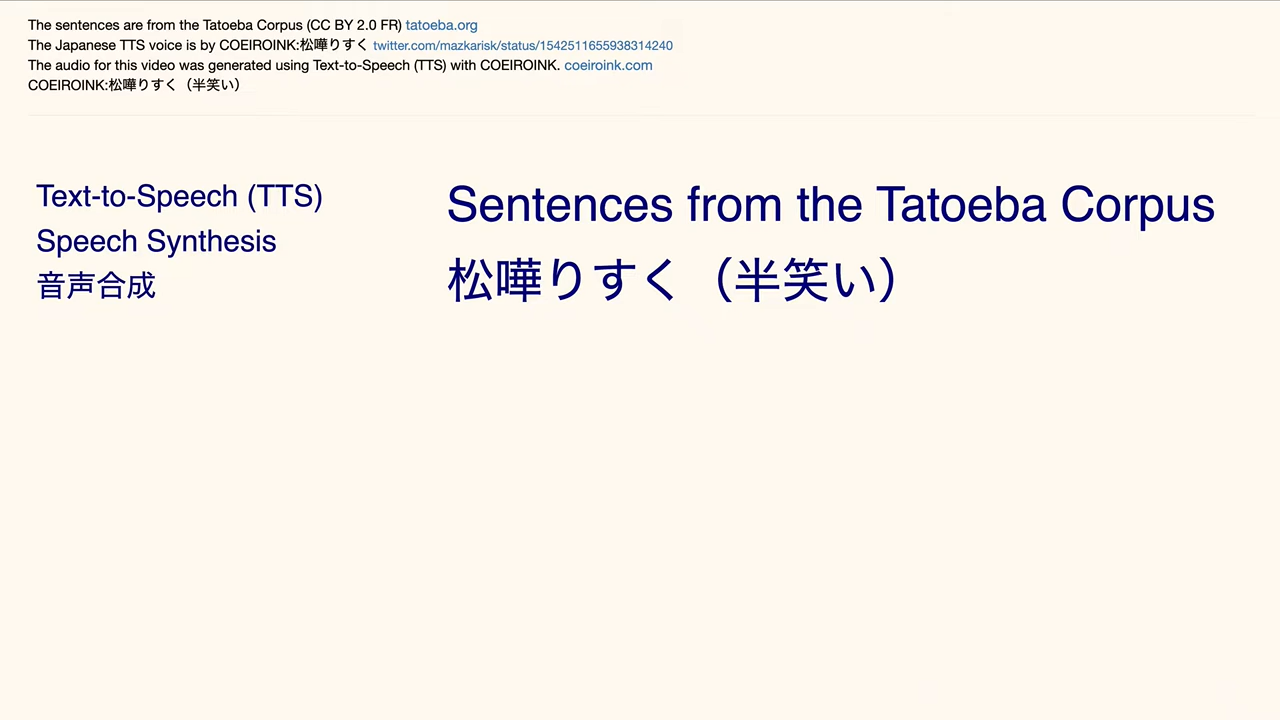 The sentences are from the Tatoeba Corpus (CC BY 2.0 FR) tatoeba.org
The Japanese TTS voice is by COEIROINK:松嘩りすく twitter.com/mazkarisk/status/1542511655938314240
The audio for this video was generated using Text-to-Speech (TTS) with COEIROINK. coeiroink.com
COEIROINK:松嘩りすく（半笑い）
Text-to-Speech (TTS)
Speech Synthesis
音声合成
Sentences from the Tatoeba Corpus
松嘩りすく（半笑い）